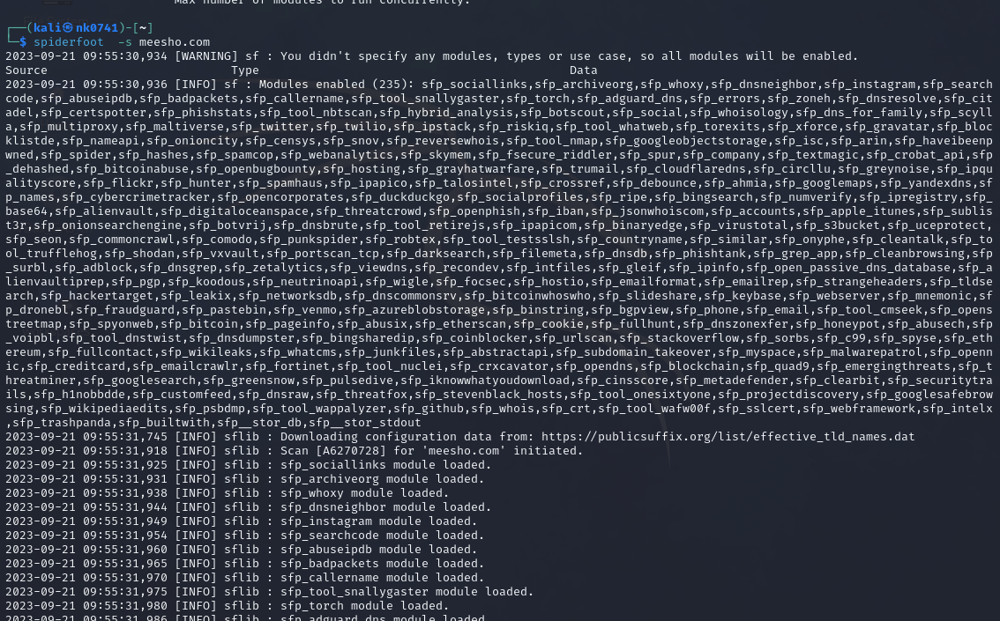 Max number of modules to run concurrently.
┌──(kali㉿nk0741)-[~]
└─$ spiderfoot  -s meesho.com
2023-09-21 09:55:30,934 [WARNING] sf : You didn't specify any modules, types or use case, so all modules will be enabled.
Source                          Type                                            Data
2023-09-21 09:55:30,936 [INFO] sf : Modules enabled (235): sfp_sociallinks,sfp_archiveorg,sfp_whoxy,sfp_dnsneighbor,sfp_instagram,sfp_search
code,sfp_abuseipdb,sfp_badpackets,sfp_callername,sfp_tool_snallygaster,sfp_torch,sfp_adguard_dns,sfp_errors,sfp_zoneh,sfp_dnsresolve,sfp_cit
adel,sfp_certspotter,sfp_phishstats,sfp_tool_nbtscan,sfp_hybrid_analysis,sfp_botscout,sfp_social,sfp_whoisology,sfp_dns_for_family,sfp_scyll
a,sfp_multiproxy,sfp_maltiverse,sfp_twitter,sfp_twilio,sfp_ipstack,sfp_riskiq,sfp_tool_whatweb,sfp_torexits,sfp_xforce,sfp_gravatar,sfp_bloc
klistde,sfp_nameapi,sfp_onioncity,sfp_censys,sfp_snov,sfp_reversewhois,sfp_tool_nmap,sfp_googleobjectstorage,sfp_isc,sfp_arin,sfp_haveibeenp
wned,sfp_spider,sfp_hashes,sfp_spamcop,sfp_webanalytics,sfp_skymem,sfp_fsecure_riddler,sfp_spur,sfp_company,sfp_textmagic,sfp_crobat_api,sfp
_dehashed,sfp_bitcoinabuse,sfp_openbugbounty,sfp_hosting,sfp_grayhatwarfare,sfp_trumail,sfp_cloudflaredns,sfp_circllu,sfp_greynoise,sfp_ipqu
alityscore,sfp_flickr,sfp_hunter,sfp_spamhaus,sfp_ipapico,sfp_talosintel,sfp_crossref,sfp_debounce,sfp_ahmia,sfp_googlemaps,sfp_yandexdns,sf
p_names,sfp_cybercrimetracker,sfp_opencorporates,sfp_duckduckgo,sfp_socialprofiles,sfp_ripe,sfp_bingsearch,sfp_numverify,sfp_ipregistry,sfp_
base64,sfp_alienvault,sfp_digitaloceanspace,sfp_threatcrowd,sfp_openphish,sfp_iban,sfp_jsonwhoiscom,sfp_accounts,sfp_apple_itunes,sfp_sublis
t3r,sfp_onionsearchengine,sfp_botvrij,sfp_dnsbrute,sfp_tool_retirejs,sfp_ipapicom,sfp_binaryedge,sfp_virustotal,sfp_s3bucket,sfp_uceprotect,
sfp_seon,sfp_commoncrawl,sfp_comodo,sfp_punkspider,sfp_robtex,sfp_tool_testsslsh,sfp_countryname,sfp_similar,sfp_onyphe,sfp_cleantalk,sfp_to
ol_trufflehog,sfp_shodan,sfp_vxvault,sfp_portscan_tcp,sfp_darksearch,sfp_filemeta,sfp_dnsdb,sfp_phishtank,sfp_grep_app,sfp_cleanbrowsing,sfp
_surbl,sfp_adblock,sfp_dnsgrep,sfp_zetalytics,sfp_viewdns,sfp_recondev,sfp_intfiles,sfp_gleif,sfp_ipinfo,sfp_open_passive_dns_database,sfp_a
lienvaultiprep,sfp_pgp,sfp_koodous,sfp_neutrinoapi,sfp_wigle,sfp_focsec,sfp_hostio,sfp_emailformat,sfp_emailrep,sfp_strangeheaders,sfp_tldse
arch,sfp_hackertarget,sfp_leakix,sfp_networksdb,sfp_dnscommonsrv,sfp_bitcoinwhoswho,sfp_slideshare,sfp_keybase,sfp_webserver,sfp_mnemonic,sf
p_dronebl,sfp_fraudguard,sfp_pastebin,sfp_venmo,sfp_azureblobstorage,sfp_binstring,sfp_bgpview,sfp_phone,sfp_email,sfp_tool_cmseek,sfp_opens
treetmap,sfp_spyonweb,sfp_bitcoin,sfp_pageinfo,sfp_abusix,sfp_etherscan,sfp_cookie,sfp_fullhunt,sfp_dnszonexfer,sfp_honeypot,sfp_abusech,sfp
_voipbl,sfp_tool_dnstwist,sfp_dnsdumpster,sfp_bingsharedip,sfp_coinblocker,sfp_urlscan,sfp_stackoverflow,sfp_sorbs,sfp_c99,sfp_spyse,sfp_eth
ereum,sfp_fullcontact,sfp_wikileaks,sfp_whatcms,sfp_junkfiles,sfp_abstractapi,sfp_subdomain_takeover,sfp_myspace,sfp_malwarepatrol,sfp_openn
ic,sfp_creditcard,sfp_emailcrawlr,sfp_fortinet,sfp_tool_nuclei,sfp_crxcavator,sfp_opendns,sfp_blockchain,sfp_quad9,sfp_emergingthreats,sfp_t
hreatminer,sfp_googlesearch,sfp_greensnow,sfp_pulsedive,sfp_iknowwhatyoudownload,sfp_cinsscore,sfp_metadefender,sfp_clearbit,sfp_securitytra
ils,sfp_h1nobbdde,sfp_customfeed,sfp_dnsraw,sfp_threatfox,sfp_stevenblack_hosts,sfp_tool_onesixtyone,sfp_projectdiscovery,sfp_googlesafebrow
sing,sfp_wikipediaedits,sfp_psbdmp,sfp_tool_wappalyzer,sfp_github,sfp_whois,sfp_crt,sfp_tool_wafw00f,sfp_sslcert,sfp_webframework,sfp_intelx
,sfp_trashpanda,sfp_builtwith,sfp__stor_db,sfp__stor_stdout
2023-09-21 09:55:31,745 [INFO] sflib : Downloading configuration data from: https://publicsuffix.org/list/effective_tld_names.dat
2023-09-21 09:55:31,918 [INFO] sflib : Scan [A6270728] for 'meesho.com' initiated.
2023-09-21 09:55:31,925 [INFO] sflib : sfp_sociallinks module loaded.
2023-09-21 09:55:31,931 [INFO] sflib : sfp_archiveorg module loaded.
2023-09-21 09:55:31,938 [INFO] sflib : sfp_whoxy module loaded.
2023-09-21 09:55:31,944 [INFO] sflib : sfp_dnsneighbor module loaded.
2023-09-21 09:55:31,949 [INFO] sflib : sfp_instagram module loaded.
2023-09-21 09:55:31,954 [INFO] sflib : sfp_searchcode module loaded.
2023-09-21 09:55:31,960 [INFO] sflib : sfp_abuseipdb module loaded.
2023-09-21 09:55:31,965 [INFO] sflib : sfp_badpackets module loaded.
2023-09-21 09:55:31,970 [INFO] sflib : sfp_callername module loaded.
2023-09-21 09:55:31,975 [INFO] sflib : sfp_tool_snallygaster module loaded.
2023-09-21 09:55:31,980 [INFO] sflib : sfp_torch module loaded.
2023-09-21 09:55:31,986 [INFO] sflib : sfp_adguard_dns module loaded.